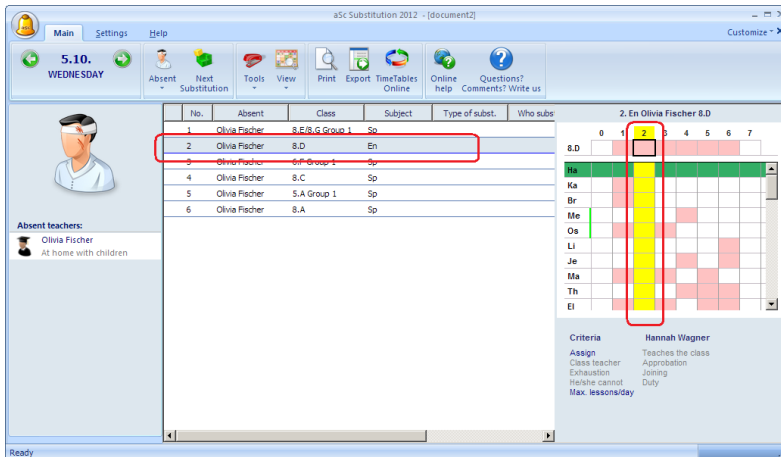 aSc Substitution 2012 - [document2]
Main Settings Help Customize
5.10.
WEDNESDAY
Absent
Next Substitution
Tools
View
Print
Export
TimeTables Online
Online help
Questions? Comments? Write us
No. Absent Class Subject Type of subst. Who subs
1 Olivia Fischer 8.E/8.G Group 1 Sp
2 Olivia Fischer 8.D En
3 Olivia Fischer 6.F Group 1 Sp
4 Olivia Fischer 8.C Sp
5 Olivia Fischer 5.A Group 1 Sp
6 Olivia Fischer 8.A Sp
Absent teachers:
Olivia Fischer
At home with children
2. En Olivia Fischer 8.D
0 1 2 3 4 5 6 7
8.D
Ha
Ka
Br
Me
Os
Li
Je
Ma
Th
El
Criteria Hannah Wagner
Assign Teaches the class
Class teacher Approbation
Exhaustion Joining
He/she cannot Duty
Max. lessons/day
Ready